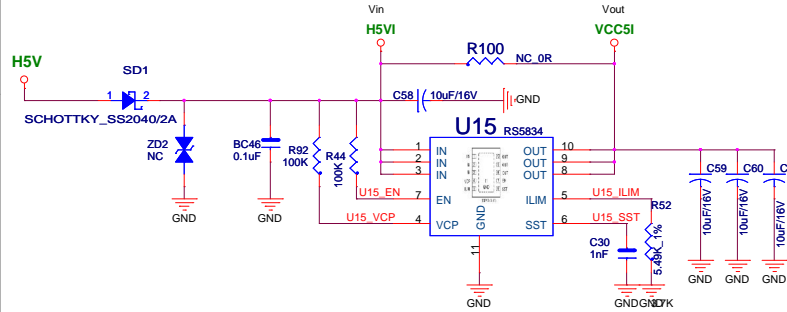 Vin
Vout
H5VI
VCC5I
R100
NC_0R
H5V
SD1
1
2
C58
10uF/16V
GND
SCHOTTKY_SS2040/2A
U15
RS5834
ZD2
NC
BC46
0.1uF
R92
100K
R44
100K
1
IN
OUT
10
2
IN
OUT
9
3
IN
OUT
8
U15_EN
7
EN
ILIM
5
U15_ILIM
U15_VCP
4
VCP
GND
SST
6
U15_SST
11
R52
5.49K_1%
C30
1nF
C59
10uF/16V
C60
10uF/16V
C
10uF/16V
GND
GND
GND
GND
GND
GND
GND
GND